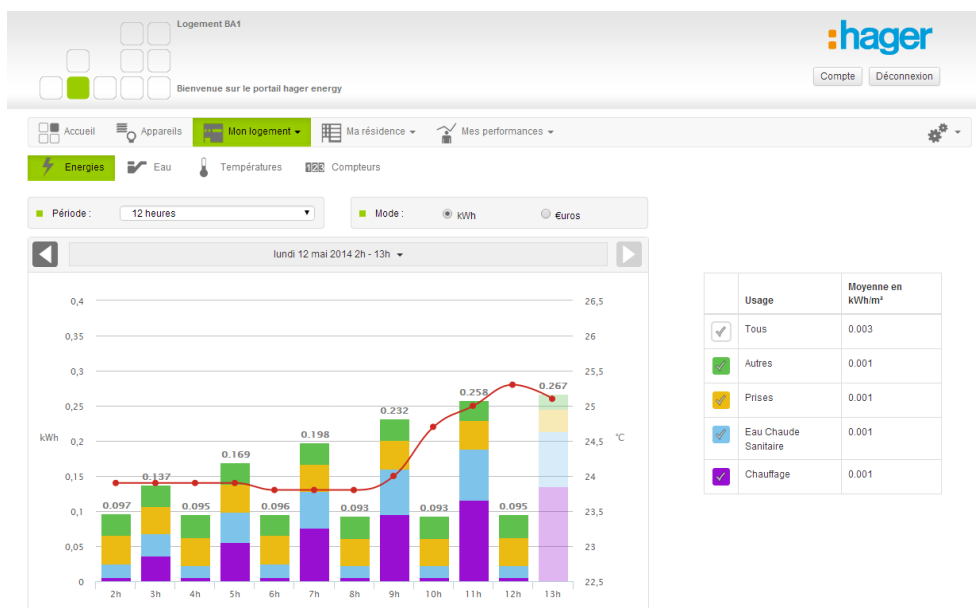 Logement BA1
:hager
Bienvenue sur le portail hager energy
Compte Déconnexion
Accueil Appareils Mon logement Ma résidence Mes performances
Energies Eau Températures 123 Compteurs
Période : 12 heures Mode : kWh €uros
lundi 12 mai 2014 2h - 13h
Usage Moyenne en kWh/m²
Tous 0.003
Autres 0.001
Prises 0.001
Eau Chaude Sanitaire 0.001
Chauffage 0.001
0,4 26,5
0,35 26
0,3 25,5
0,25 25
kWh 0,2 24,5 °C
0,15 24
0,1 23,5
0,05 23
0 22,5
0.097 0.137 0.095 0.169 0.096 0.198 0.093 0.232 0.093 0.258 0.095 0.267
2h 3h 4h 5h 6h 7h 8h 9h 10h 11h 12h 13h